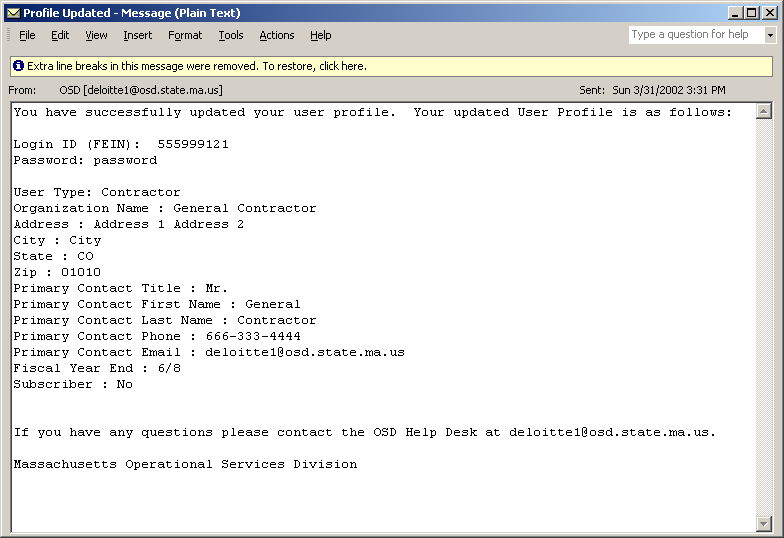 Profile Updated - Message (Plain Text)
File Edit View Insert Format Tools Actions Help Type a question for help
Extra line breaks in this message were removed. To restore, click here.
From: OSD [deloitte1@osd.state.ma.us] Sent: Sun 3/31/2002 3:31 PM
You have successfully updated your user profile.  Your updated User Profile is as follows:
Login ID (FEIN):  555999121
Password: password
User Type: Contractor
Organization Name : General Contractor
Address : Address 1 Address 2
City : City
State : CO
Zip : 01010
Primary Contact Title : Mr.
Primary Contact First Name : General
Primary Contact Last Name : Contractor
Primary Contact Phone : 666-333-4444
Primary Contact Email : deloitte1@osd.state.ma.us
Fiscal Year End : 6/8
Subscriber : No
If you have any questions please contact the OSD Help Desk at deloitte1@osd.state.ma.us.
Massachusetts Operational Services Division